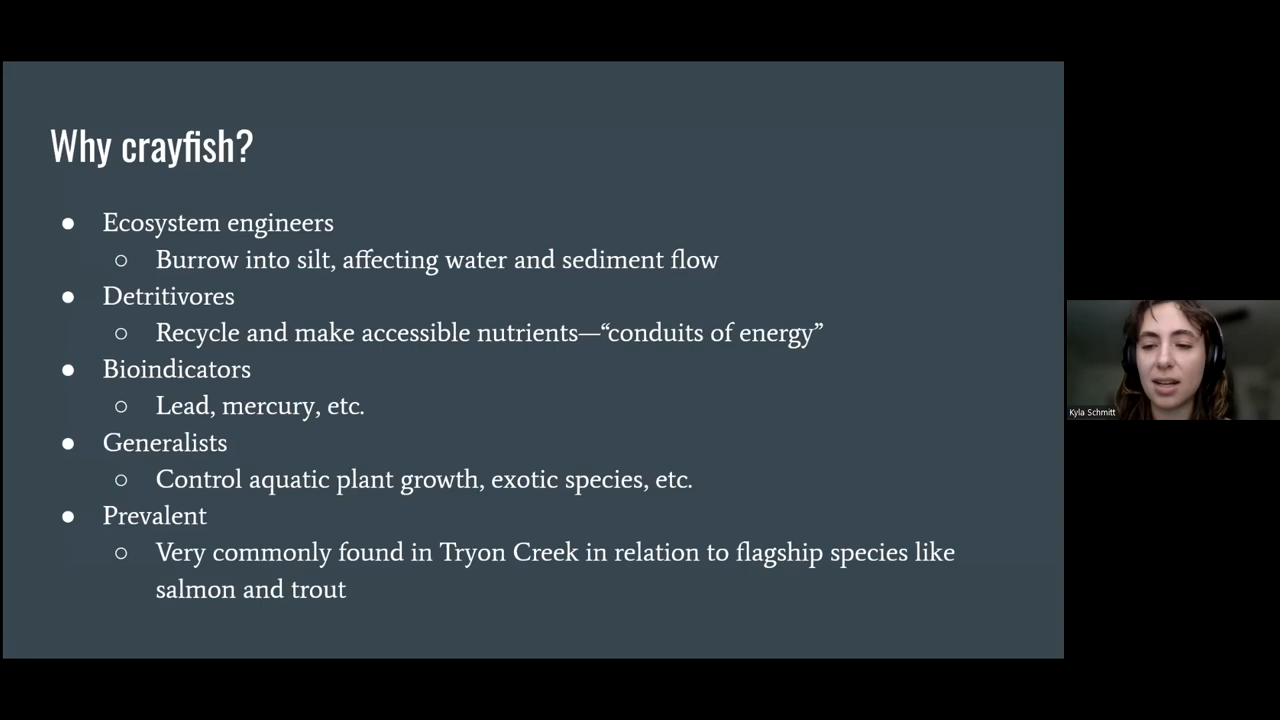 Why crayfish?
● Ecosystem engineers
○ Burrow into silt, affecting water and sediment flow
● Detritivores
○ Recycle and make accessible nutrients—“conduits of energy”
● Bioindicators
○ Lead, mercury, etc.
● Generalists
○ Control aquatic plant growth, exotic species, etc.
● Prevalent
○ Very commonly found in Tryon Creek in relation to flagship species like
salmon and trout
Kyla Schmitt